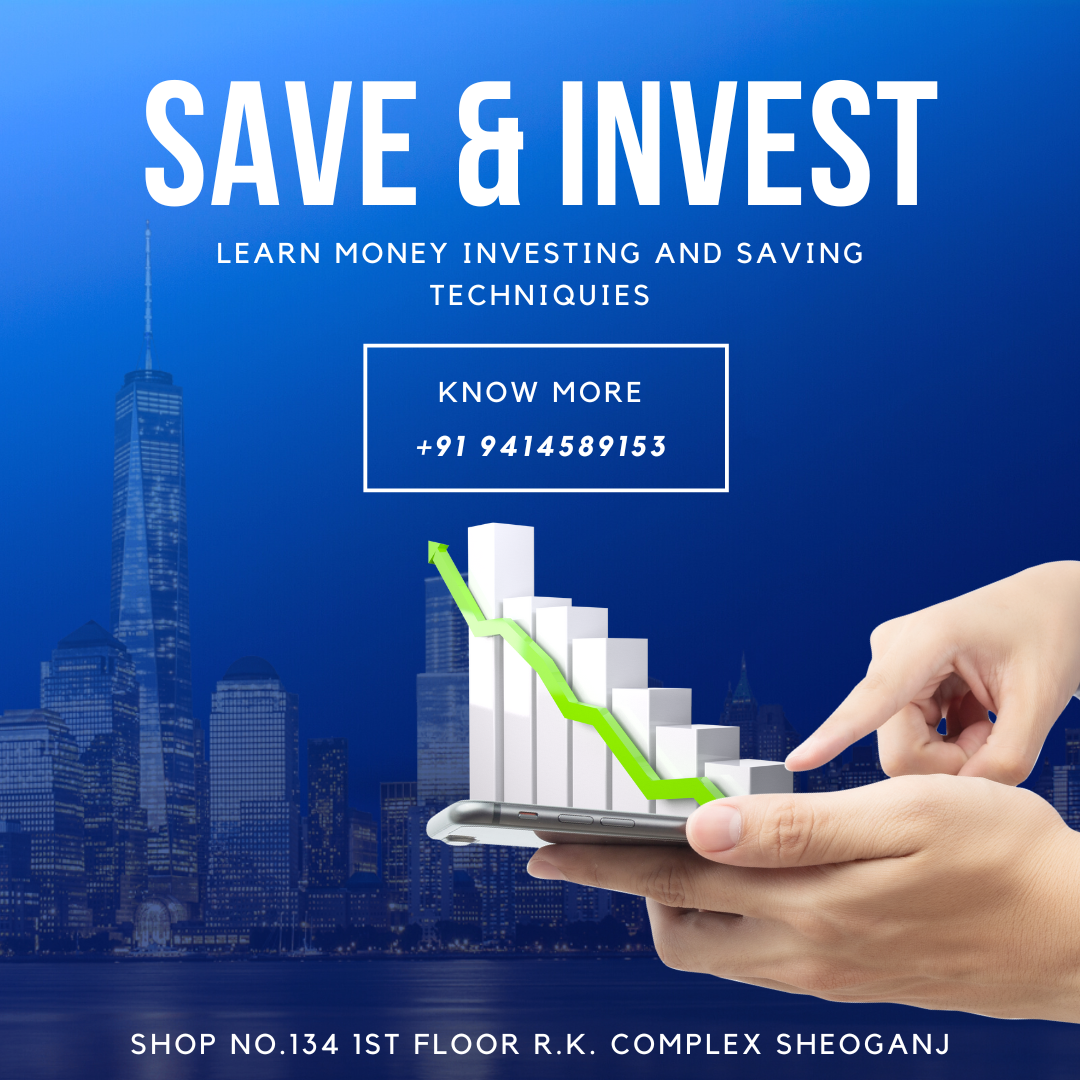 SAVE & INVEST
LEARN MONEY INVESTING AND SAVING
TECHNIQUIES
KNOW MORE
+91 9414589153
SHOP NO.134 1ST FLOOR R.K. COMPLEX SHEOGANJ